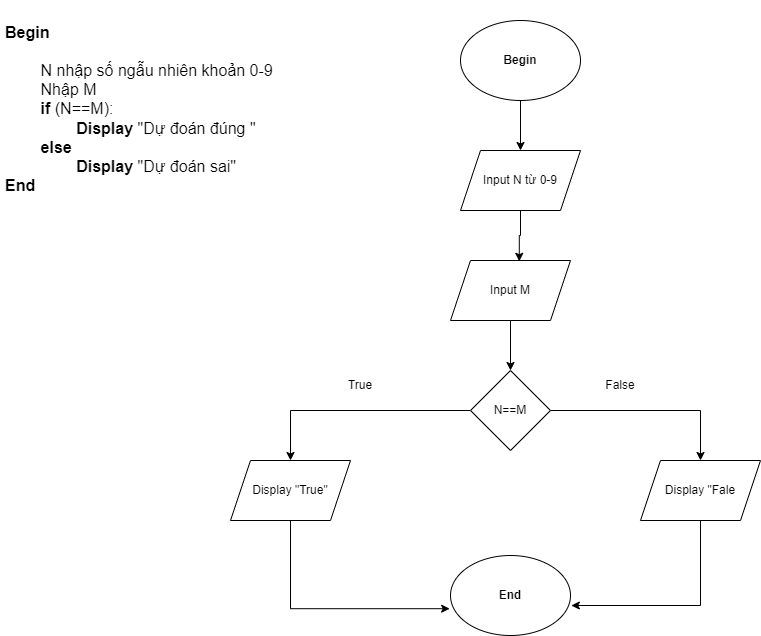 Begin
N nhập số ngẫu nhiên khoản 0-9
Nhập M
if (N==M):
Display "Dự đoán đúng "
else
Display "Dự đoán sai"
End
Begin
Input N từ 0-9
Input M
True
False
N==M
Display "True"
Display "Fale
End